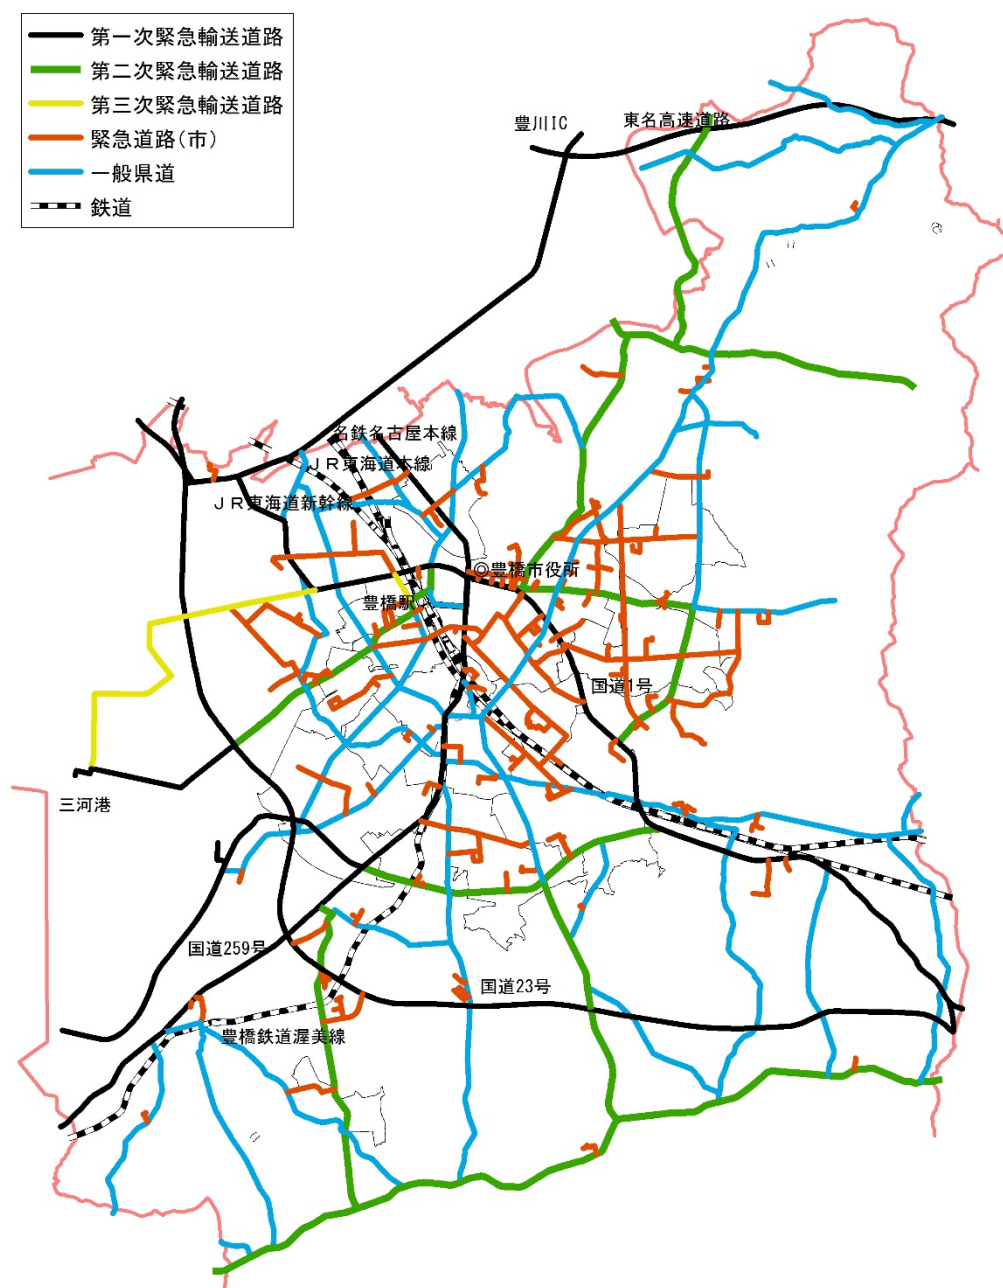 第一次緊急輸送道路
第二次緊急輸送道路
第三次緊急輸送道路
緊急道路(市)
一般県道
鉄道
豊川IC
東名高速道路
名鉄名古屋本線
JR東海道本線
JR東海道新幹線
◎豊橋市役所
豊橋駅
国道1号
三河港
国道259号
国道23号
豊橋鉄道渥美線